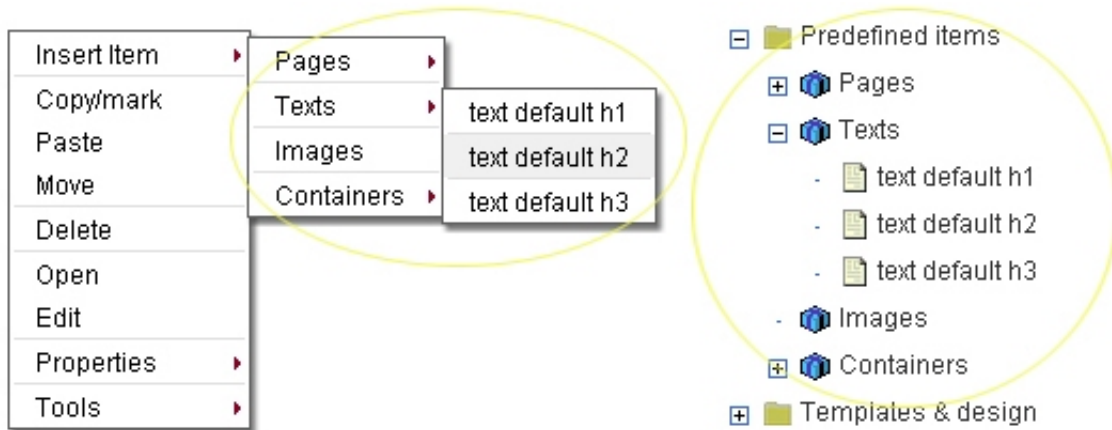 Insert Item
Copy/mark
Paste
Move
Delete
Open
Edit
Properties
Tools
Pages
Texts
Images
Containers
text default h1
text default h2
text default h3
Predefined items
Pages
Texts
text default h1
text default h2
text default h3
Images
Containers
Templates & design